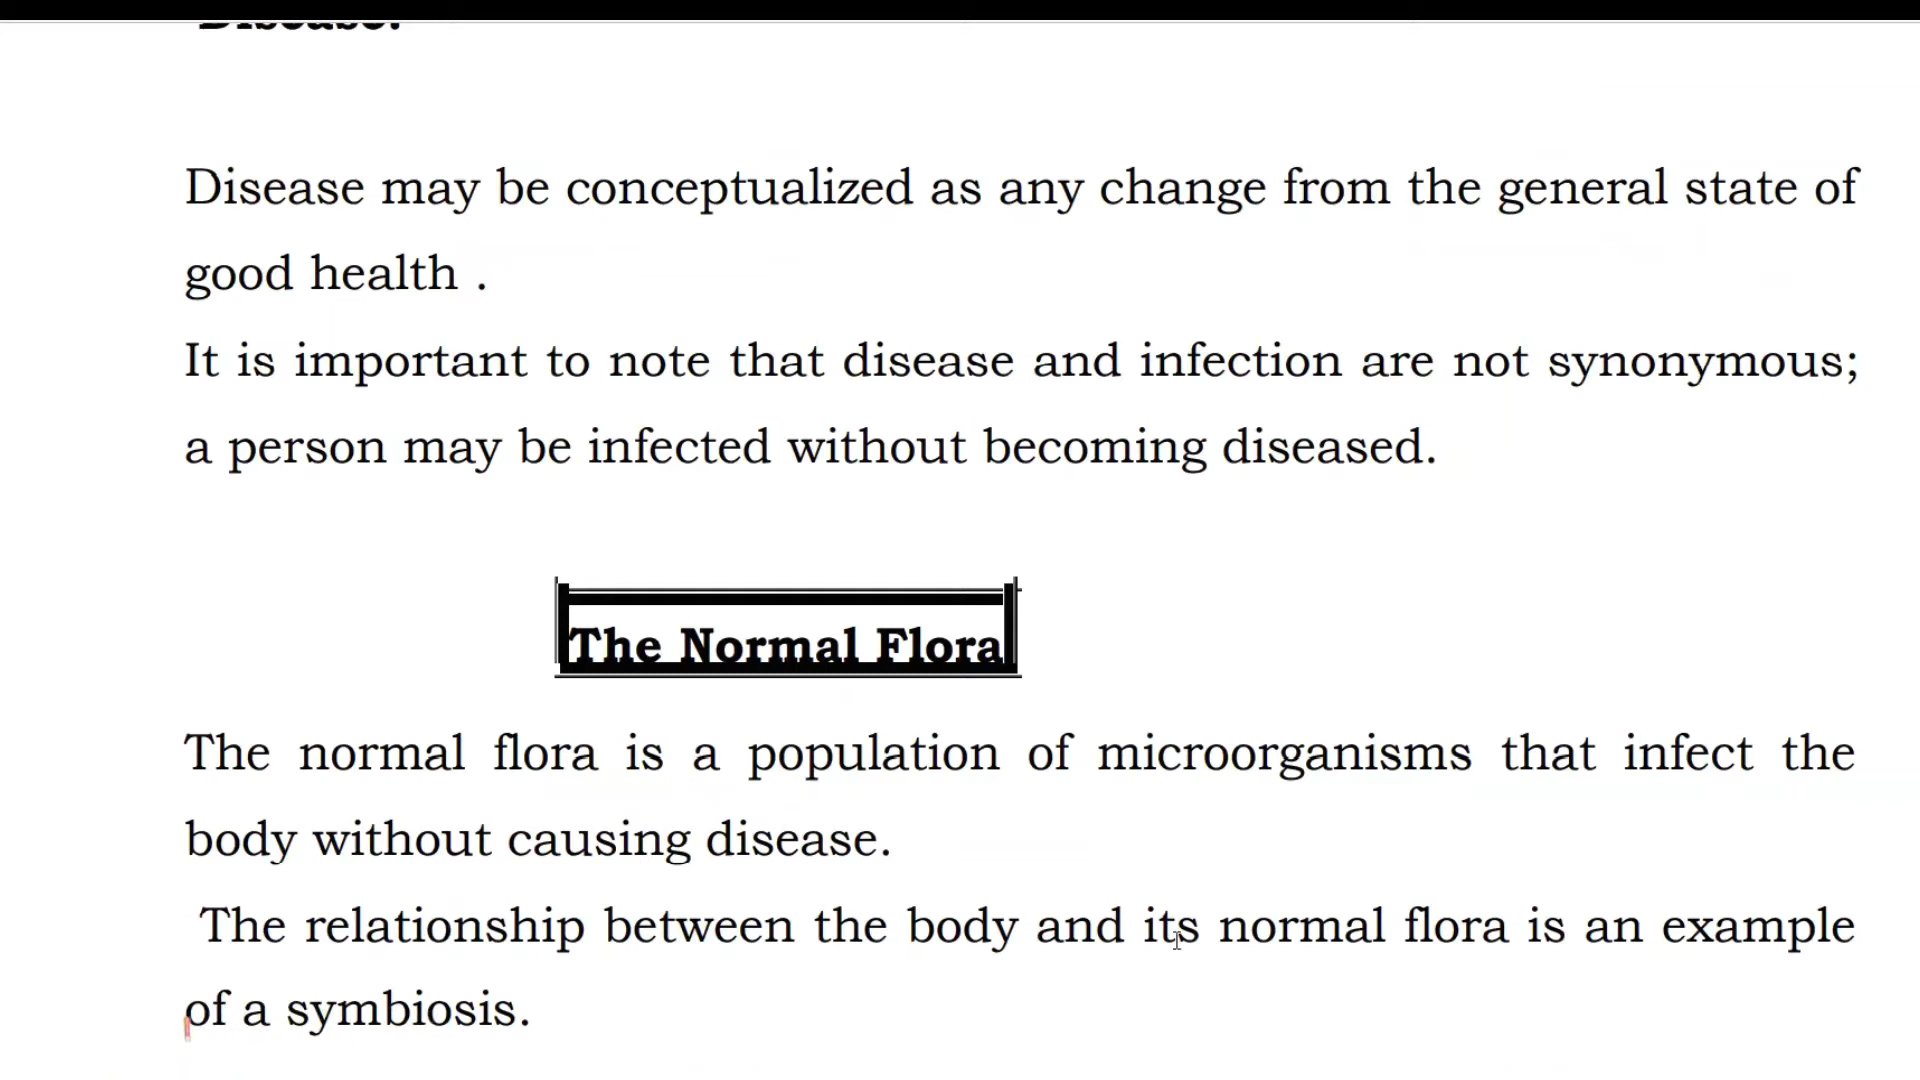 Disease:
Disease may be conceptualized as any change from the general state of
good health .
It is important to note that disease and infection are not synonymous;
a person may be infected without becoming diseased.
The Normal Flora
The normal flora is a population of microorganisms that infect the
body without causing disease.
The relationship between the body and its normal flora is an example
of a symbiosis.